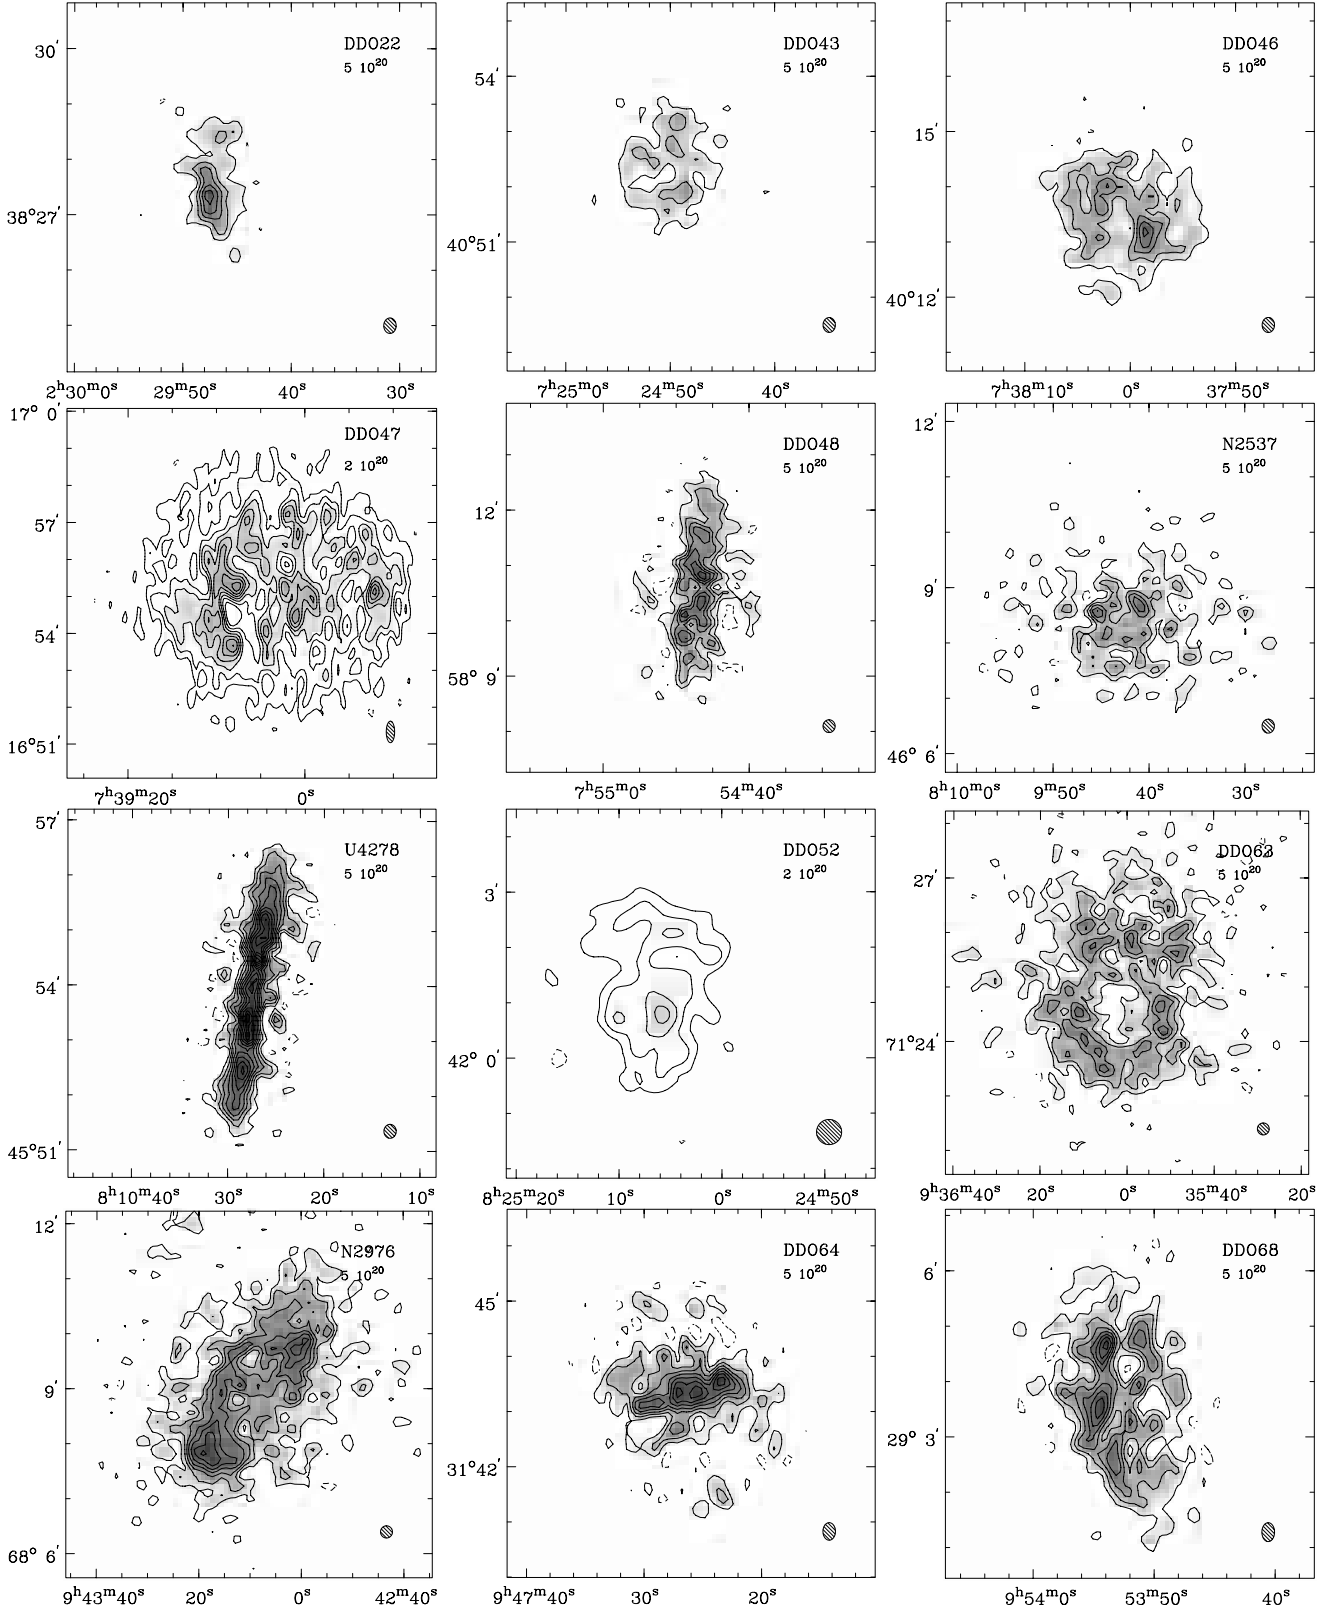 DDO22
5 10²⁰
30′
38°27′
2ʰ30ᵐ0ˢ 29ᵐ50ˢ 40ˢ 30ˢ
DDO43
5 10²⁰
54′
40°51′
7ʰ25ᵐ0ˢ 24ᵐ50ˢ 40ˢ
DDO46
5 10²⁰
15′
40°12′
7ʰ38ᵐ10ˢ 0ˢ 37ᵐ50ˢ
17° 0′
DDO47
2 10²⁰
57′
54′
16°51′
7ʰ39ᵐ20ˢ 0ˢ
DDO48
5 10²⁰
12′
58° 9′
7ʰ55ᵐ0ˢ 54ᵐ40ˢ
12′
N2537
5 10²⁰
9′
46° 6′
8ʰ10ᵐ0ˢ 9ᵐ50ˢ 40ˢ 30ˢ
57′
U4278
5 10²⁰
54′
45°51′
8ʰ10ᵐ40ˢ 30ˢ 20ˢ 10ˢ
DDO52
2 10²⁰
3′
42° 0′
8ʰ25ᵐ20ˢ 10ˢ 0ˢ 24ᵐ50ˢ
DDO63
5 10²⁰
27′
71°24′
9ʰ36ᵐ40ˢ 20ˢ 0ˢ 35ᵐ40ˢ 20ˢ
12′
N2976
5 10²⁰
9′
68° 6′
9ʰ43ᵐ40ˢ 20ˢ 0ˢ 42ᵐ40ˢ
DDO64
5 10²⁰
45′
31°42′
9ʰ47ᵐ40ˢ 30ˢ 20ˢ
DDO68
5 10²⁰
6′
29° 3′
9ʰ54ᵐ0ˢ 53ᵐ50ˢ 40ˢ